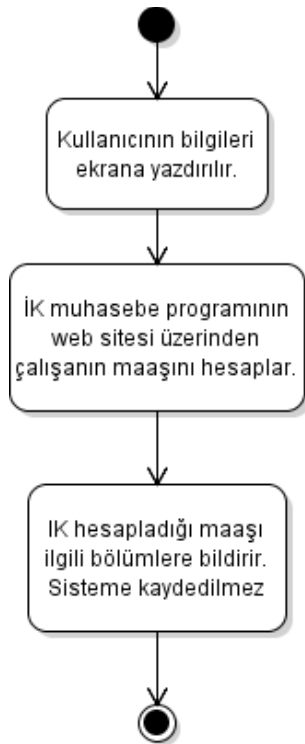 Kullanıcının bilgileri
ekrana yazdırılır.
İK muhasebe programının
web sitesi üzerinden
çalışanın maaşını hesaplar.
IK hesapladığı maaşı
ilgili bölümlere bildirir.
Sisteme kaydedilmez